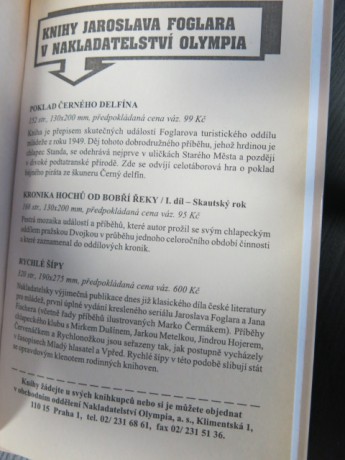 KNIHY JAROSLAVA FOGLARA
V NAKLADATELSTVÍ OLYMPIA
POKLAD ČERNÉHO DELFÍNA
152 str., 130x200 mm, předpokládaná cena váz. 99 Kč
Kniha je přepisem skutečných událostí Foglarova turistického oddílu
mládeže z roku 1949. Děj tohoto dobrodružného příběhu, jehož hrdinou je
chlapec Standa, se odehrává nejprve v uličkách Starého Města a později
v divoké podtatranské přírodě. Zde se odvíjí celotáborová hra o poklad
bájného piráta ze škuneru Černý delfín.
KRONIKA HOCHŮ OD BOBŘÍ ŘEKY / I. díl – Skautský rok
str., 130x200 mm, předpokládaná cena váz. 95 Kč
Pestrá mozaika událostí a příběhů, které autor prožil se svým chlapeckým
oddílem pražskou Dvojkou v průběhu jednoho celoročního období činnosti
a které zaznamenal do oddílových kronik.
RYCHLÉ ŠÍPY
320 str., 190x275 mm, předpokládaná cena váz. 600 Kč
Nakladatelsky výjimečná publikace dnes již klasického díla české literatury
pro mládež, první úplné vydání kresleného seriálu Jaroslava Foglara a Jana
Fischera (včetně řady příběhů ilustrovaných Marko Čermákem). Příběhy
chlapeckého klubu s Mirkem Dušínem, Jarkou Metelkou, Jindrou Hojerem,
Červenáčkem a Rychlonožkou jsou seřazeny tak, jak postupně vycházely
v časopisech Mladý hlasatel a Vpřed. Rychlé šípy v této podobě slibují stát
se opravdovým klenotem rodinných knihoven.
Knihy žádejte u svých knihkupců nebo si je můžete objednat
v obchodním oddělení Nakladatelství Olympia, a. s., Klimentská 1,
110 15 Praha 1, tel. 02/ 231 68 61, fax 02/ 231 51 36.